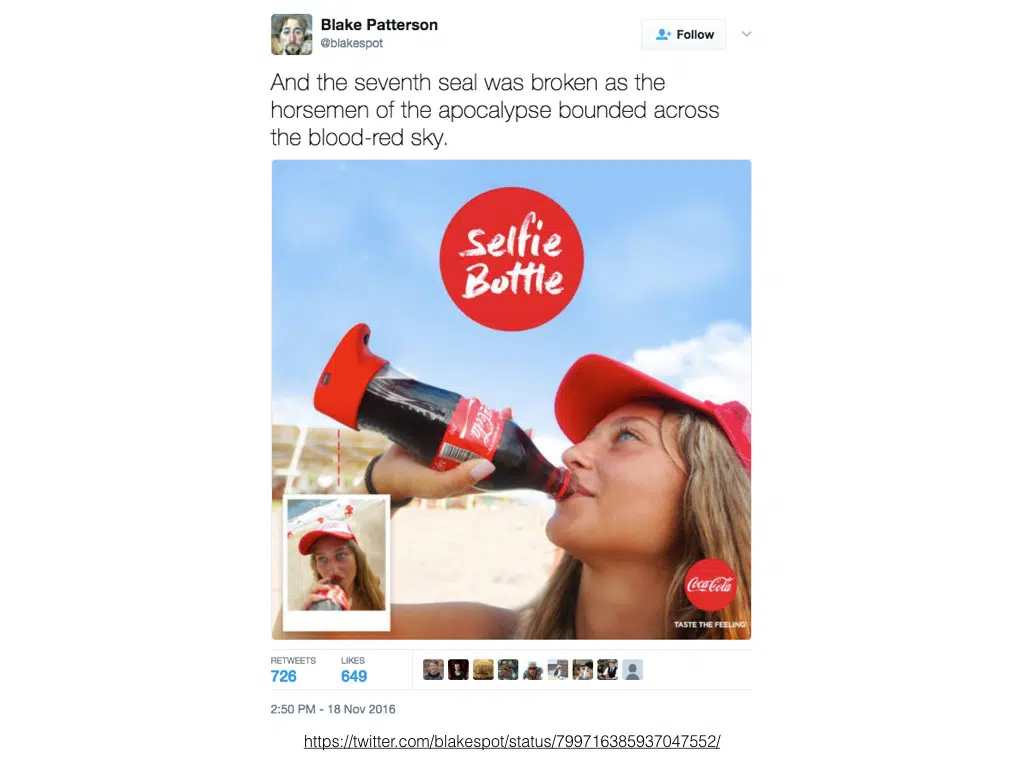 Blake Patterson
@blakespot
Follow
And the seventh seal was broken as the
horsemen of the apocalypse bounded across
the blood-red sky.
Selfie
Bottle
Coca-Cola
TASTE THE FEELING
RETWEETS
726
LIKES
649
2:50 PM - 18 Nov 2016
https://twitter.com/blakespot/status/799716385937047552/